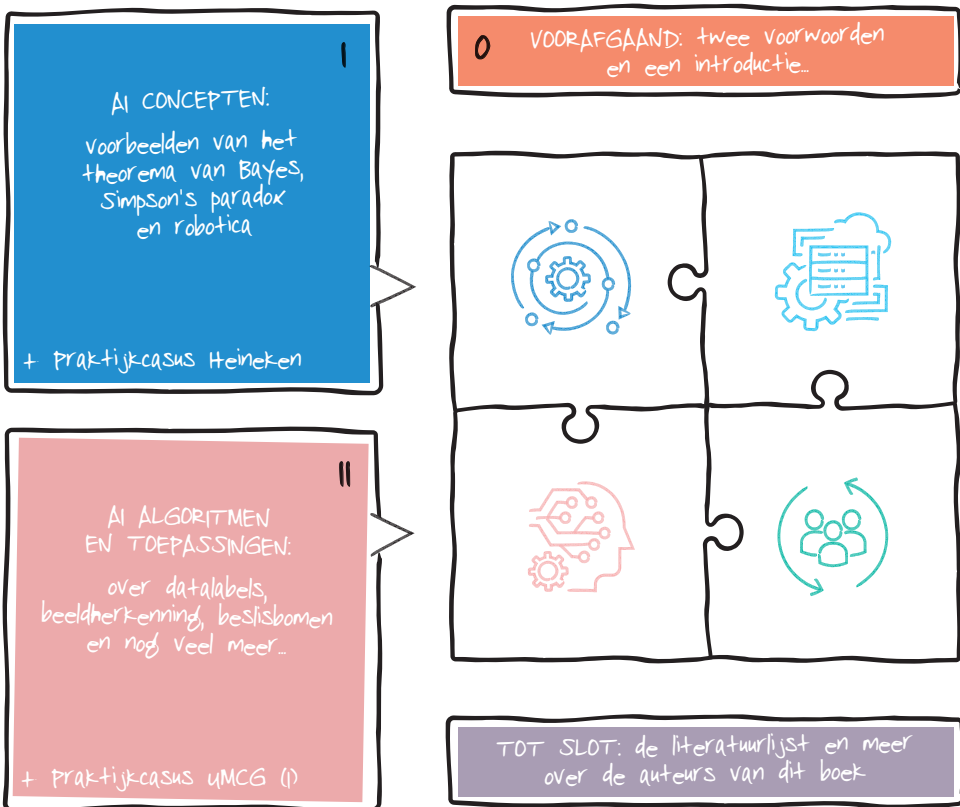 I
AI CONCEPTEN:
voorbeelden van het
theorema van Bayes,
Simpson's paradox
en robotica
+ praktijkcasus Heineken
II
AI ALGORITMEN
EN TOEPASSINGEN:
over datalabels,
beeldherkenning, beslisbomen
en nog veel meer...
+ praktijkcasus UMCG (I)
0
VOORAFGAAND: twee voorwoorden
en een introductie...
TOT SLOT: de literatuurlijst en meer
over de auteurs van dit boek